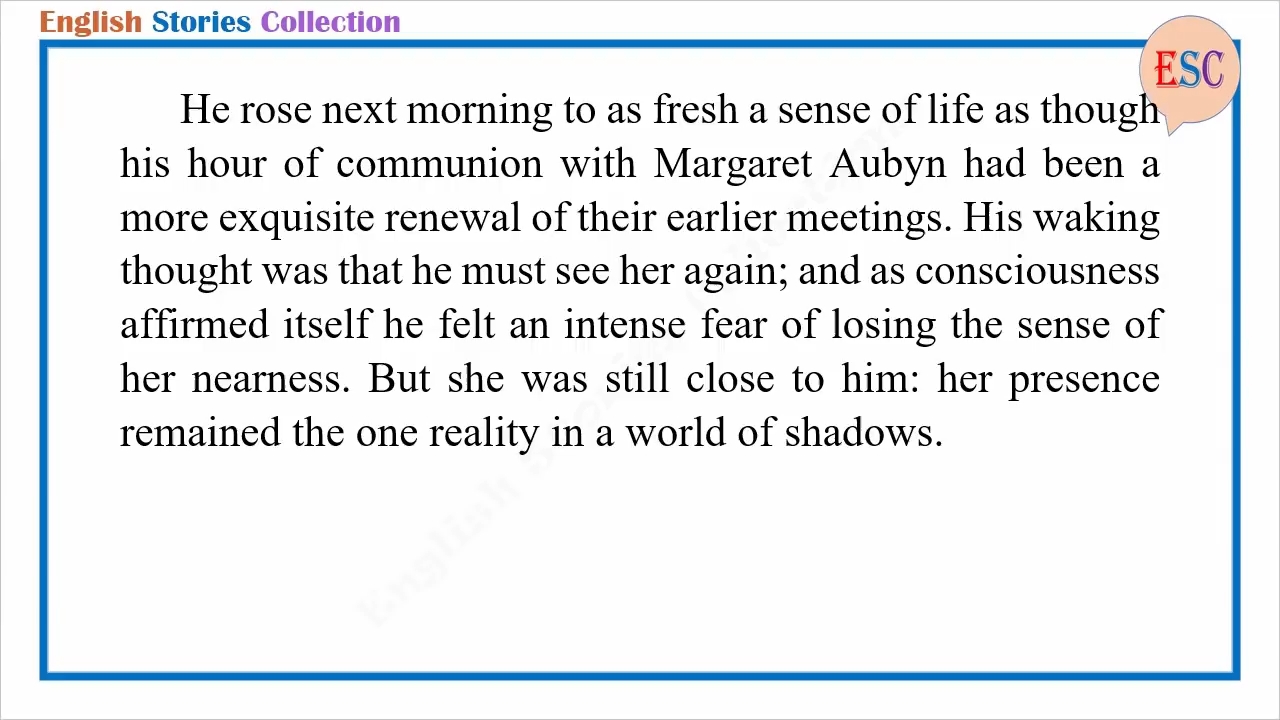 English Stories Collection
ESC
He rose next morning to as fresh a sense of life as though
his hour of communion with Margaret Aubyn had been a
more exquisite renewal of their earlier meetings. His waking
thought was that he must see her again; and as consciousness
affirmed itself he felt an intense fear of losing the sense of
her nearness. But she was still close to him: her presence
remained the one reality in a world of shadows.